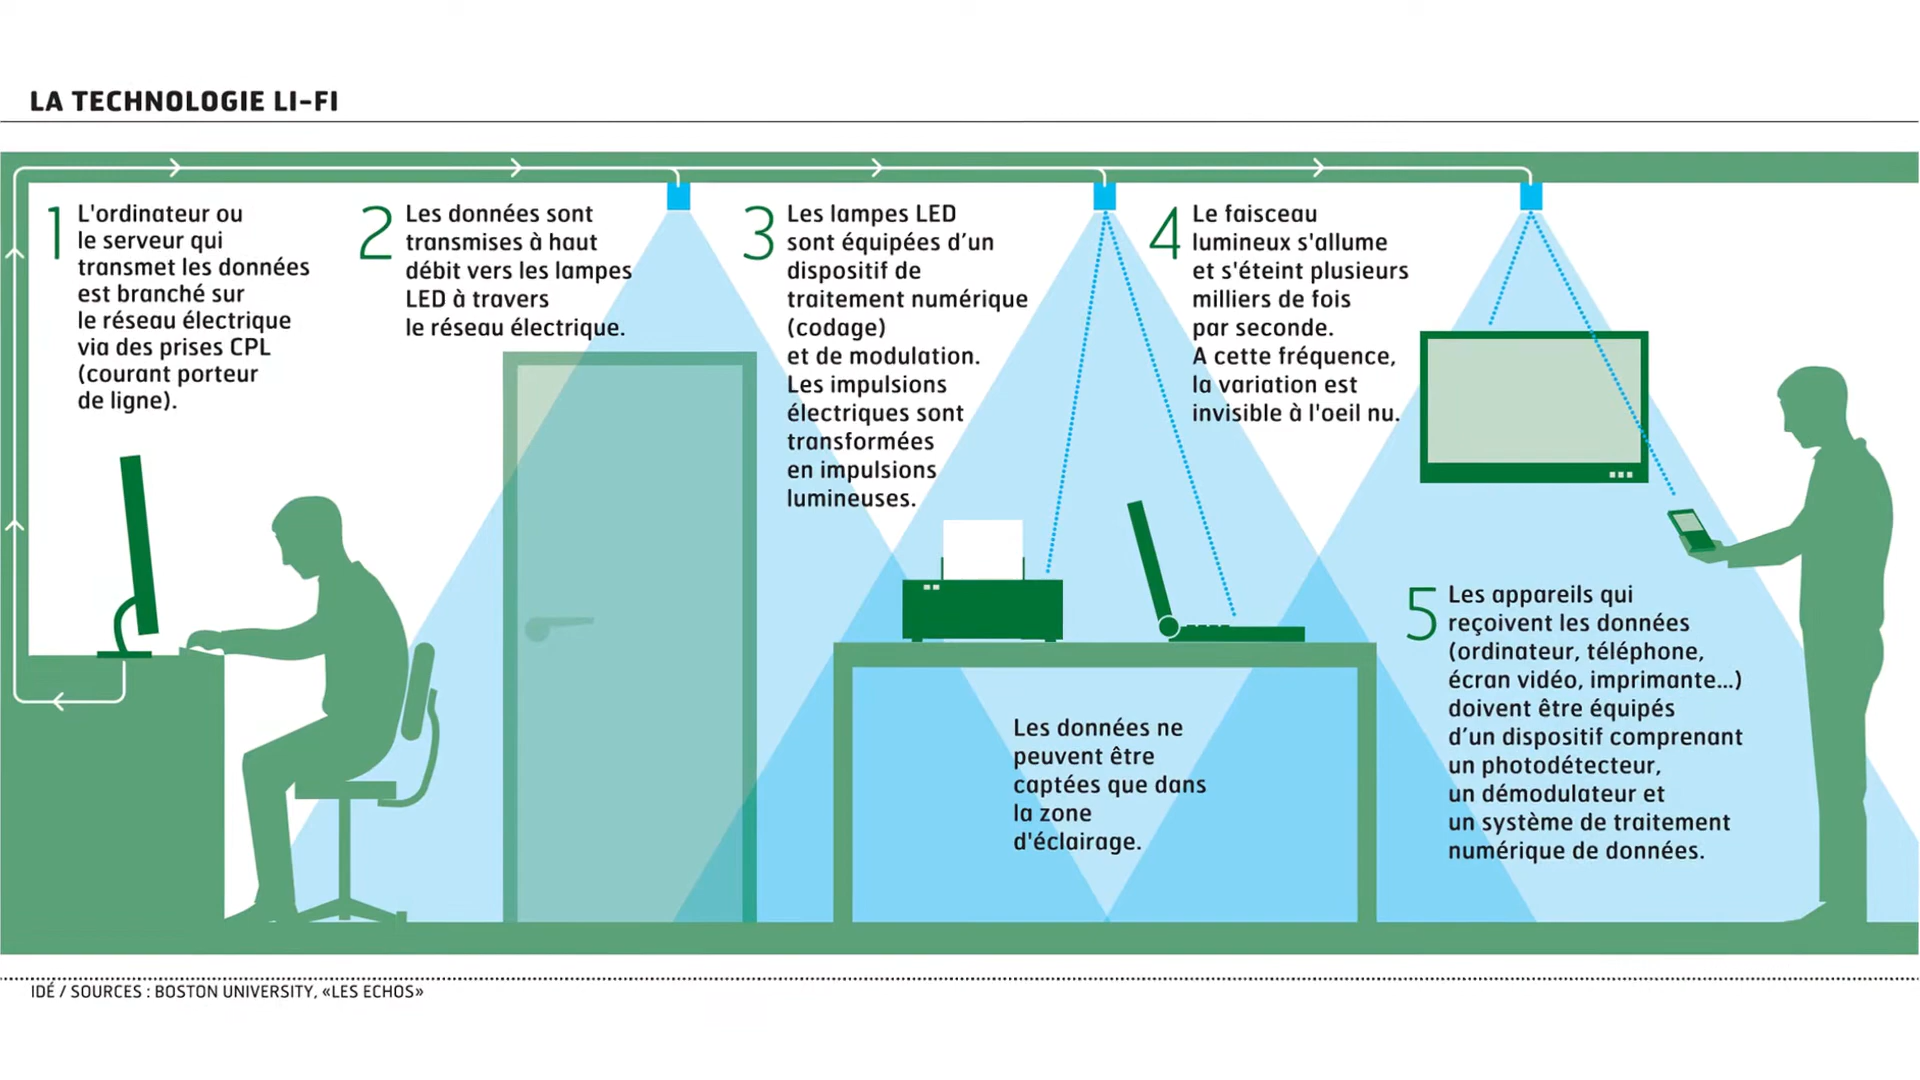 LA TECHNOLOGIE LI-FI
1
L'ordinateur ou
le serveur qui
transmet les données
est branché sur
le réseau électrique
via des prises CPL
(courant porteur
de ligne).
2
Les données sont
transmises à haut
débit vers les lampes
LED à travers
le réseau électrique.
3
Les lampes LED
sont équipées d’un
dispositif de
traitement numérique
(codage)
et de modulation.
Les impulsions
électriques sont
transformées
en impulsions
lumineuses.
4
Le faisceau
lumineux s'allume
et s'éteint plusieurs
milliers de fois
par seconde.
A cette fréquence,
la variation est
invisible à l'oeil nu.
5
Les appareils qui
reçoivent les données
(ordinateur, téléphone,
écran vidéo, imprimante...)
doivent être équipés
d’un dispositif comprenant
un photodétecteur,
un démodulateur et
un système de traitement
numérique de données.
Les données ne
peuvent être
captées que dans
la zone
d'éclairage.
IDÉ / SOURCES : BOSTON UNIVERSITY, «LES ECHOS»